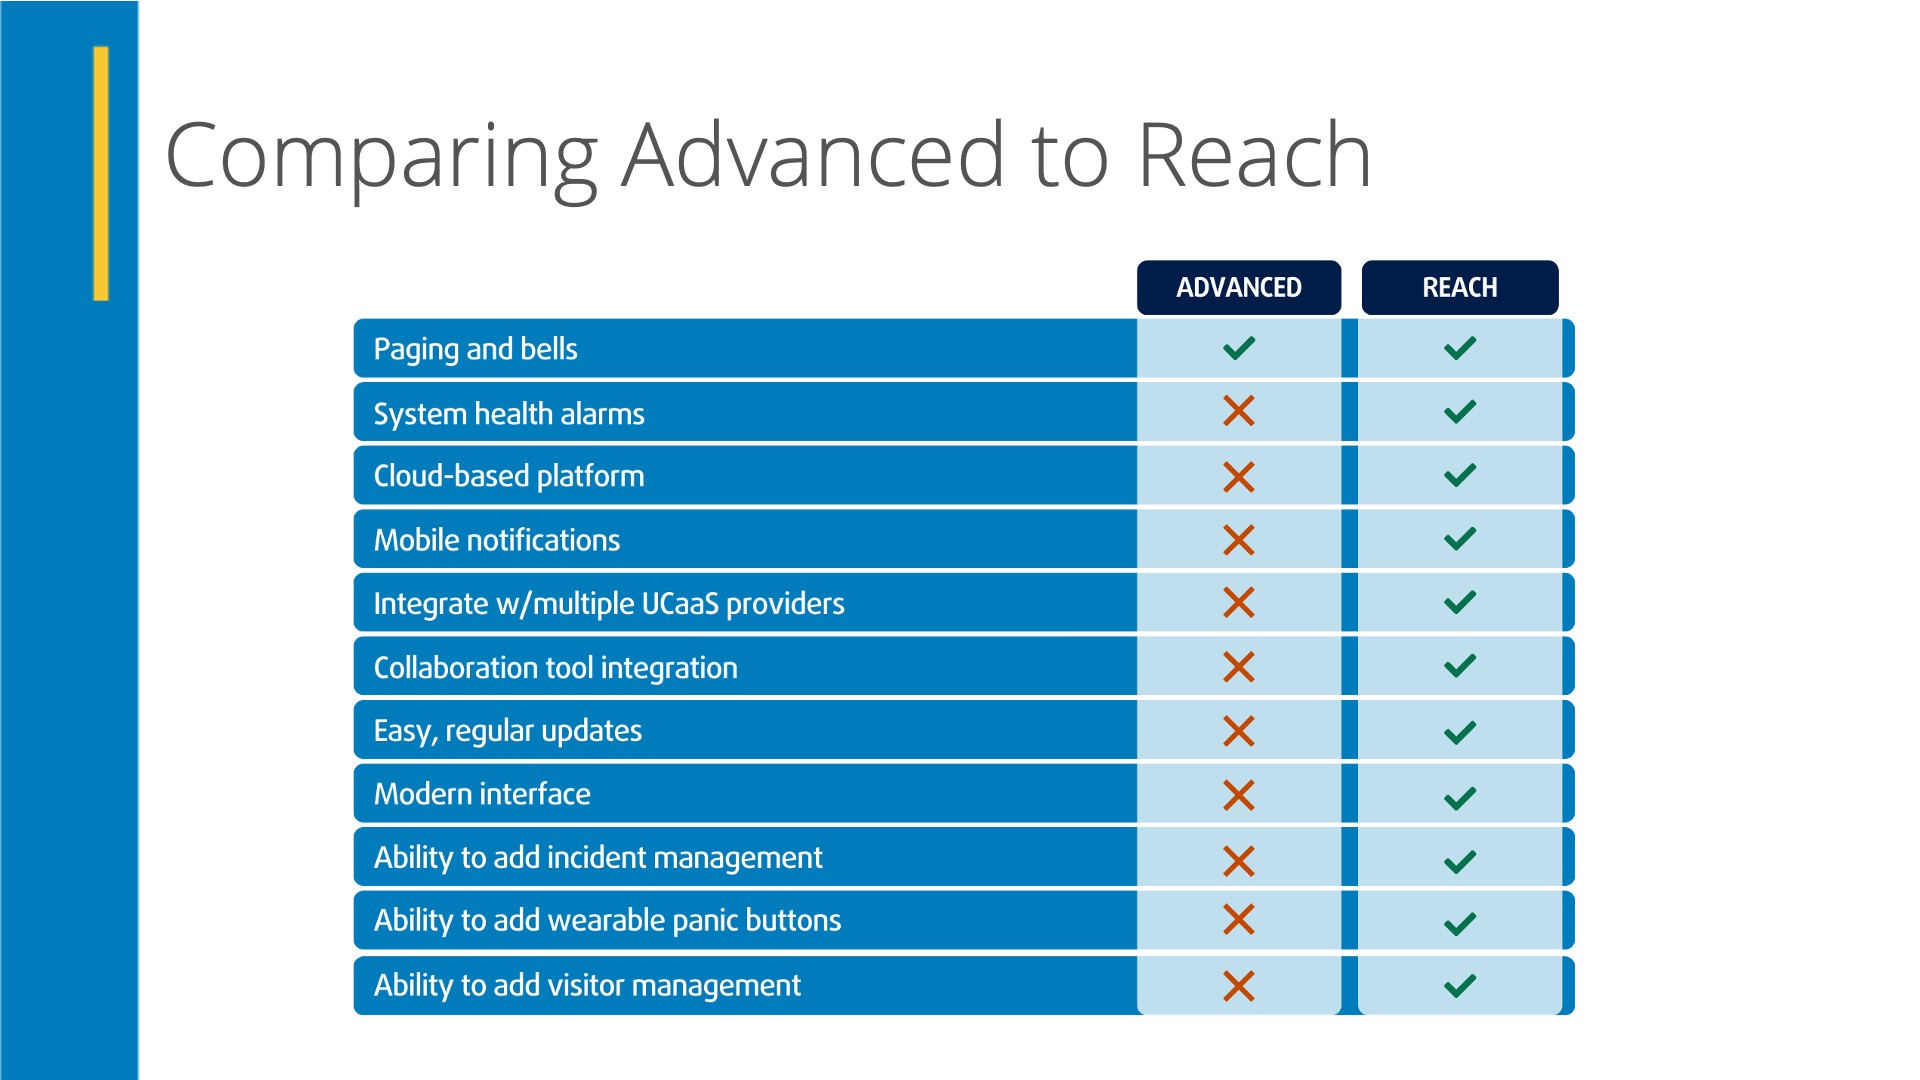 Comparing Advanced to Reach
ADVANCED REACH
Paging and bells
System health alarms
Cloud-based platform
Mobile notifications
Integrate w/multiple UCaaS providers
Collaboration tool integration
Easy, regular updates
Modern interface
Ability to add incident management
Ability to add wearable panic buttons
Ability to add visitor management